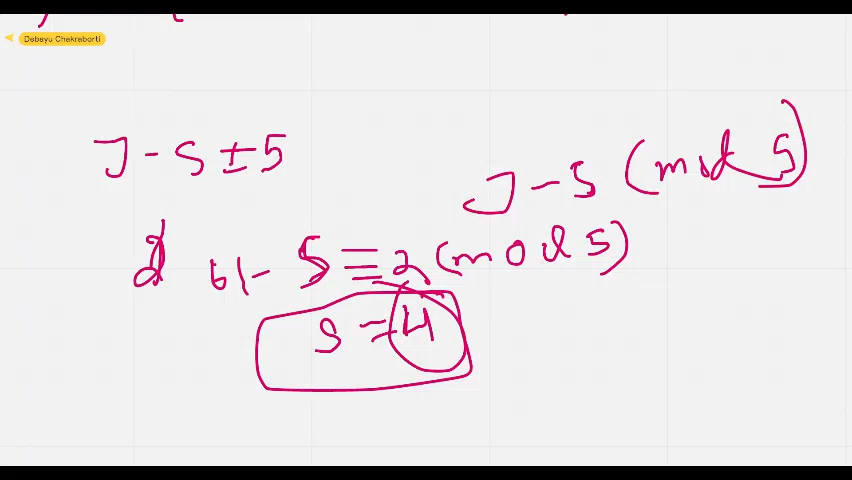 Debayu Chakraborti
J - S ± 5
J - S (mod 5)
61 - S ≡ 2 (mod 5)
S = 4